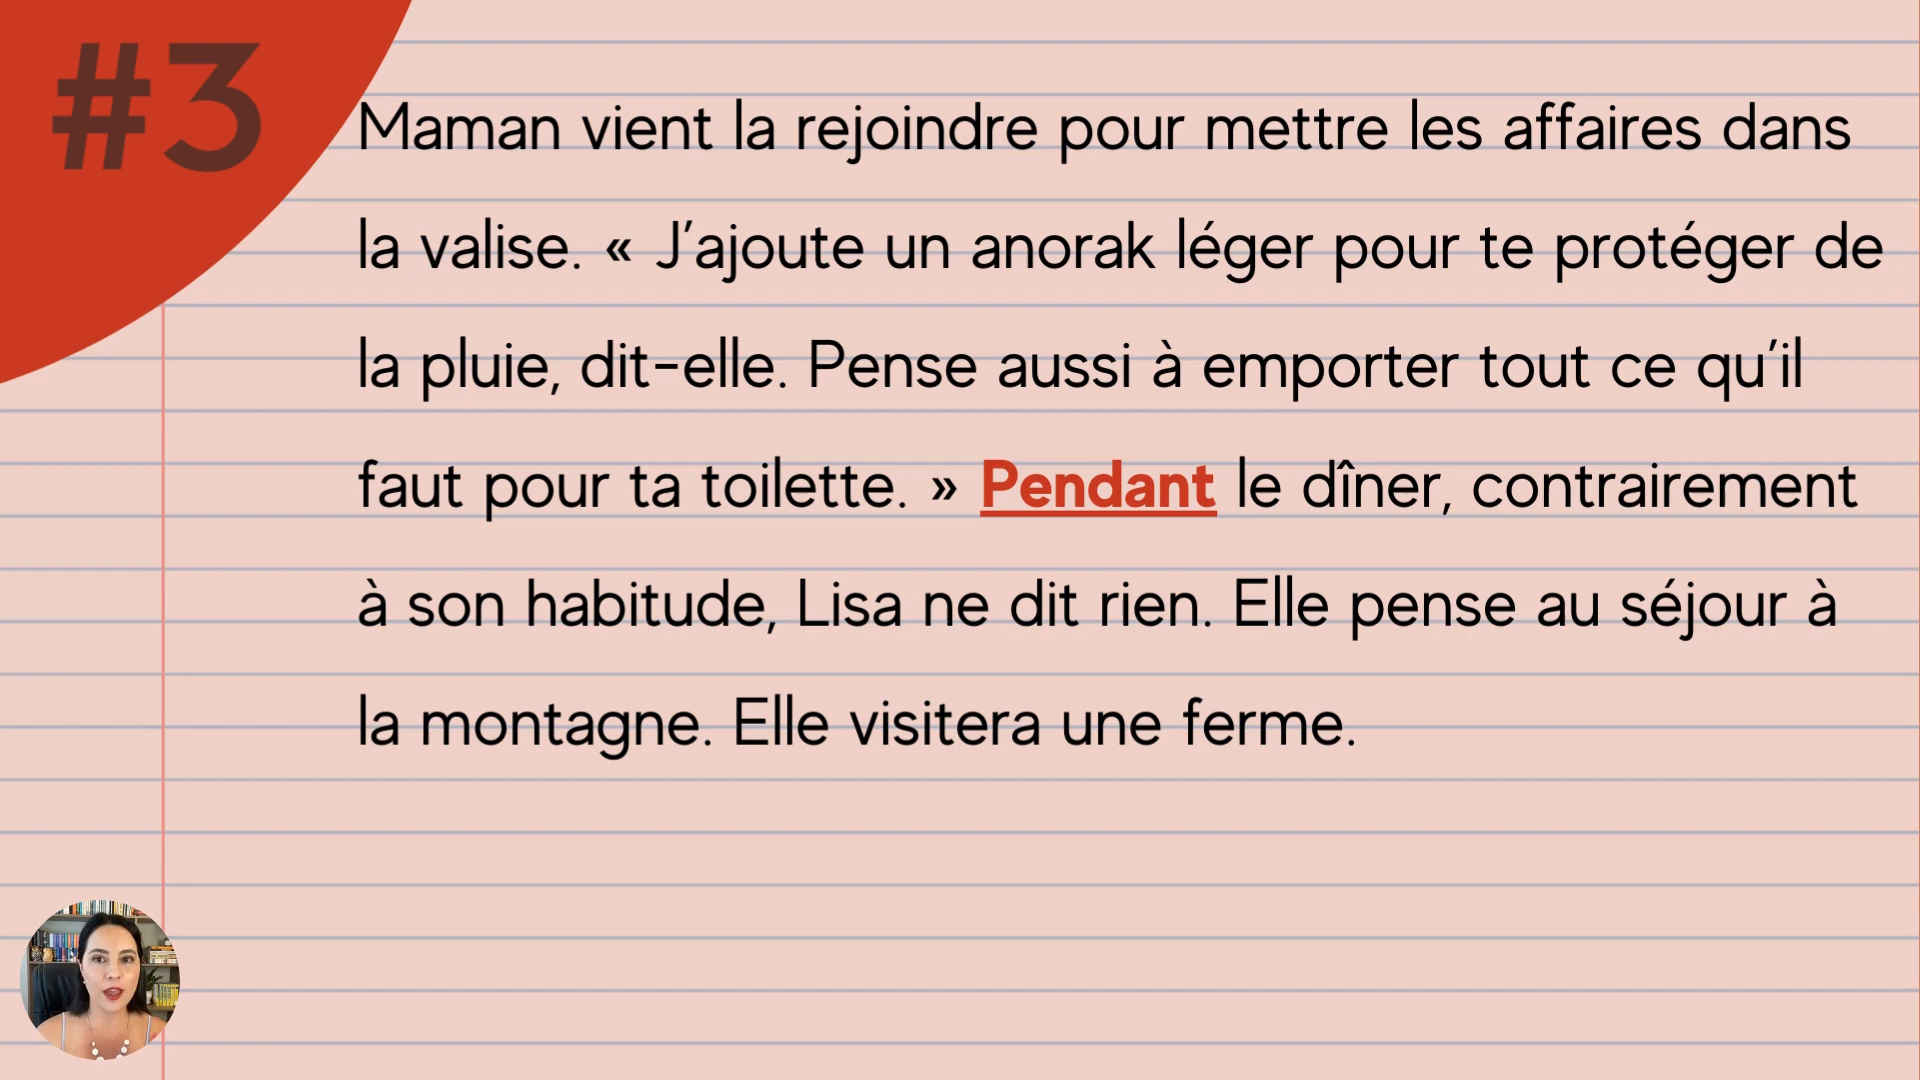 #3
Maman vient la rejoindre pour mettre les affaires dans
la valise. « J’ajoute un anorak léger pour te protéger de
la pluie, dit-elle. Pense aussi à emporter tout ce qu’il
faut pour ta toilette. » Pendant le dîner, contrairement
à son habitude, Lisa ne dit rien. Elle pense au séjour à
la montagne. Elle visitera une ferme.